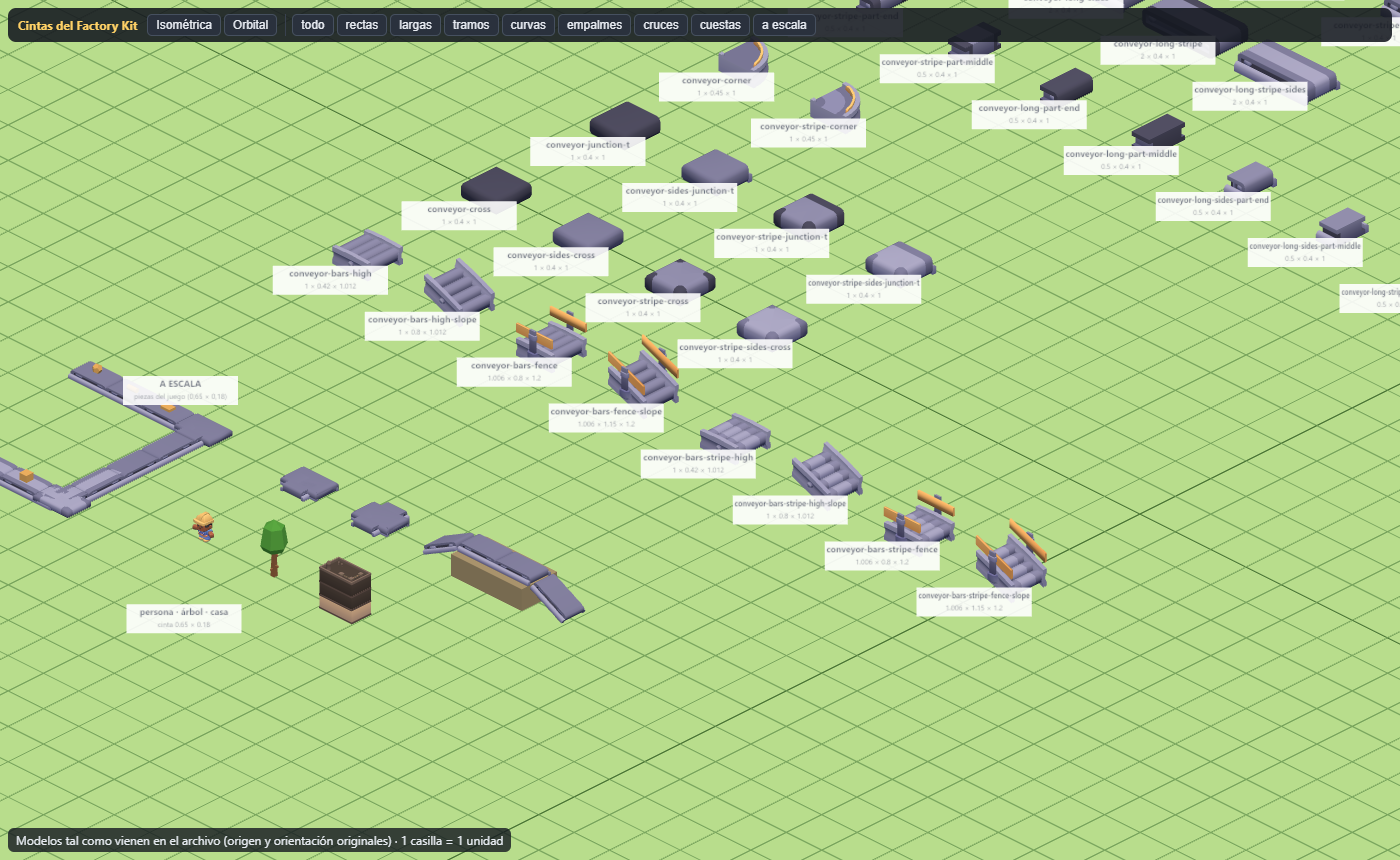 Cintas del Factory Kit
Isométrica
Orbital
todo
rectas
largas
tramos
curvas
empalmes
cruces
cuestas
a escala
conveyor-long-stripe
2 × 0.4 × 1
conveyor-stripe-part-middle
0.5 × 0.4 × 1
conveyor-corner
1 × 0.45 × 1
conveyor-long-stripe-sides
2 × 0.4 × 1
conveyor-long-part-end
0.5 × 0.4 × 1
conveyor-stripe-corner
1 × 0.45 × 1
conveyor-junction-t
1 × 0.4 × 1
conveyor-long-part-middle
0.5 × 0.4 × 1
conveyor-sides-junction-t
1 × 0.4 × 1
conveyor-long-sides-part-end
0.5 × 0.4 × 1
conveyor-cross
1 × 0.4 × 1
conveyor-stripe-junction-t
1 × 0.4 × 1
conveyor-long-sides-part-middle
0.5 × 0.4 × 1
conveyor-sides-cross
1 × 0.4 × 1
conveyor-bars-high
1 × 0.42 × 1.012
conveyor-stripe-sides-junction-t
1 × 0.4 × 1
conveyor-stripe-cross
1 × 0.4 × 1
conveyor-bars-high-slope
1 × 0.8 × 1.012
conveyor-stripe-sides-cross
1 × 0.4 × 1
conveyor-bars-fence
1.006 × 0.8 × 1.2
A ESCALA
piezas del juego (0.65 × 0.18)
conveyor-bars-fence-slope
1.006 × 1.15 × 1.2
conveyor-bars-stripe-high
1 × 0.42 × 1.012
conveyor-bars-stripe-high-slope
1 × 0.8 × 1.012
conveyor-bars-stripe-fence
1.006 × 0.8 × 1.2
conveyor-bars-stripe-fence-slope
1.006 × 1.15 × 1.2
persona · árbol · casa
cinta 0.65 × 0.18
Modelos tal como vienen en el archivo (origen y orientación originales) · 1 casilla = 1 unidad